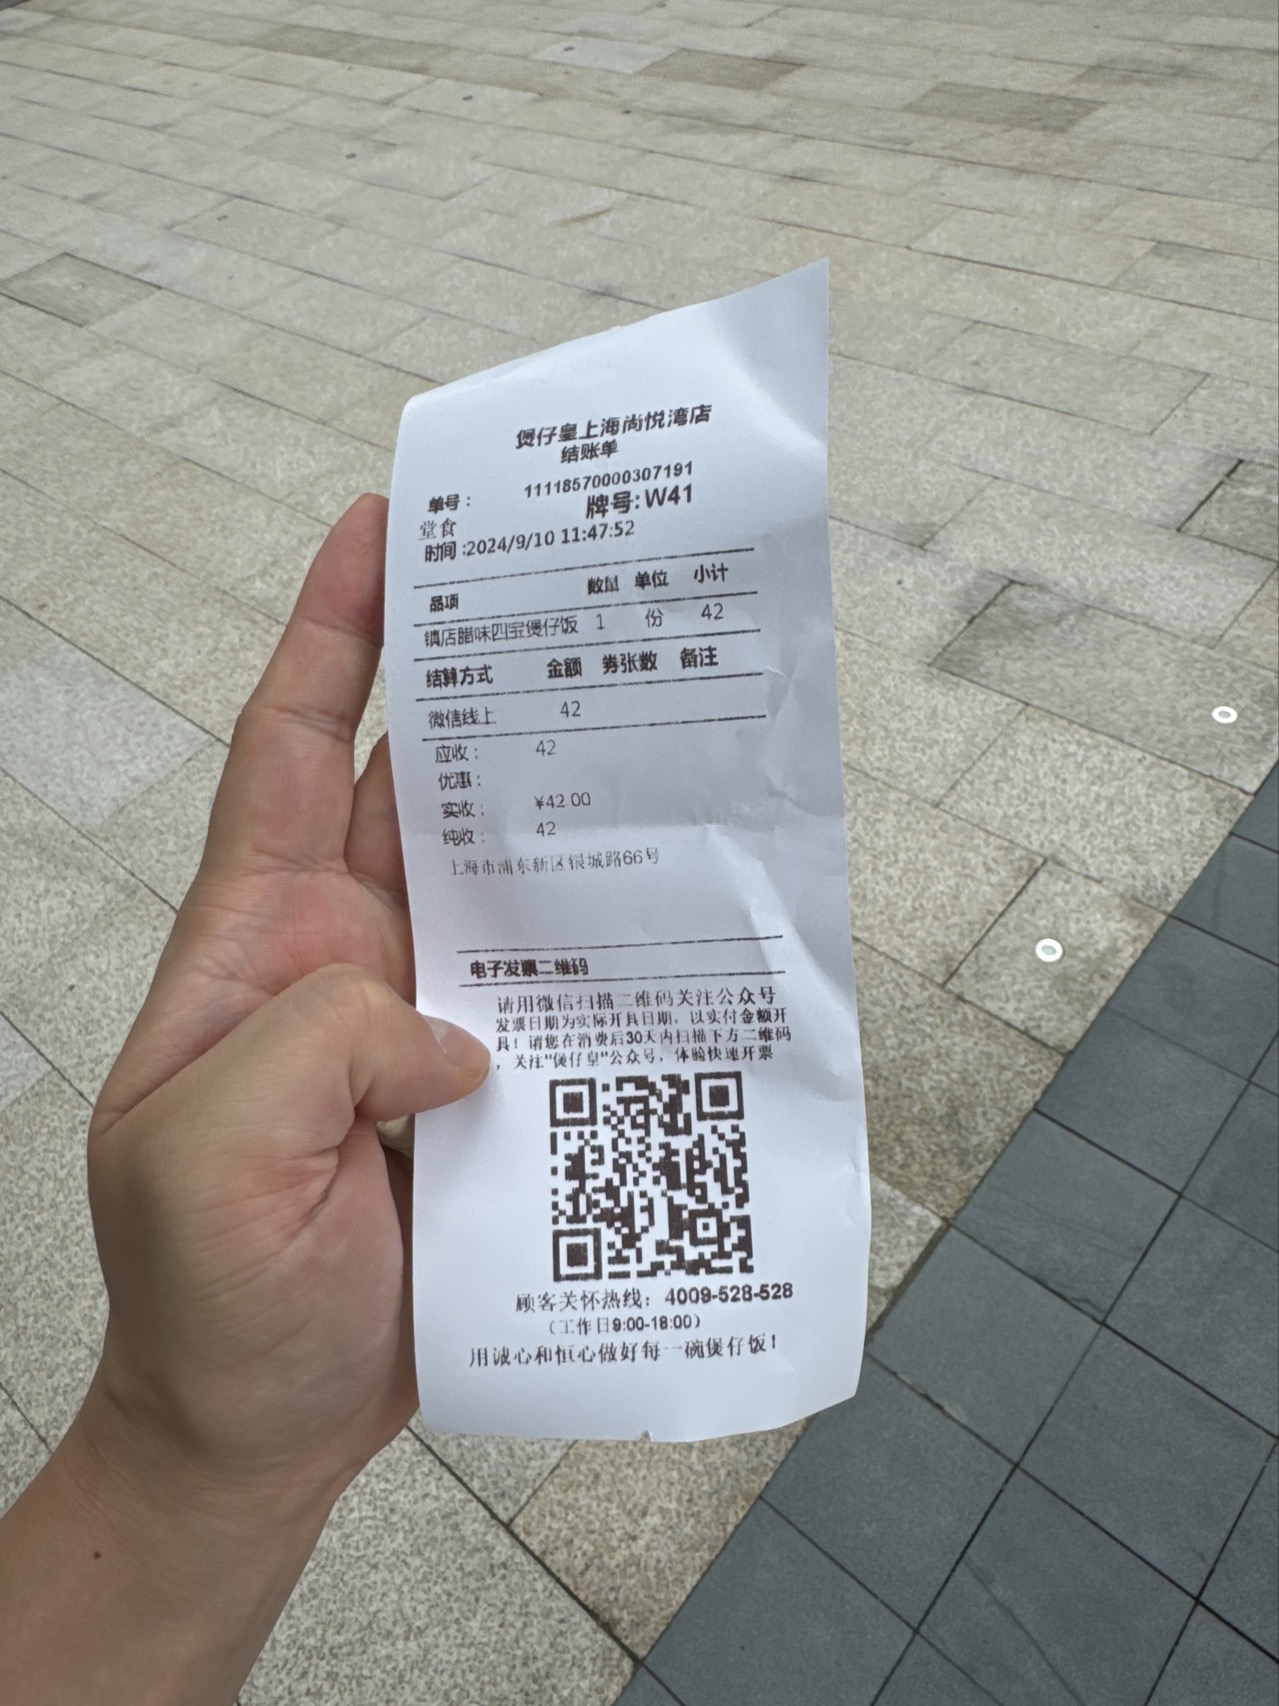 煲仔皇上海尚悦湾店
结账单
单号： 11118570000307191
堂食 牌号:W41
时间:2024/9/10 11:47:52
品项 数量 单位 小计
镇店腊味四宝煲仔饭 1 份 42
结算方式 金额 券张数 备注
微信线上 42
应收： 42
优惠：
实收： ¥42.00
纯收： 42
上海市浦东新区银城路66号
电子发票二维码
请用微信扫描二维码关注公众号
发票日期为实际开具日期，以实付金额开
具！请您在消费后30天内扫描下方二维码
，关注"煲仔皇"公众号，体验快速开票
顾客关怀热线：4009-528-528
（工作日9:00-18:00）
用诚心和恒心做好每一碗煲仔饭！